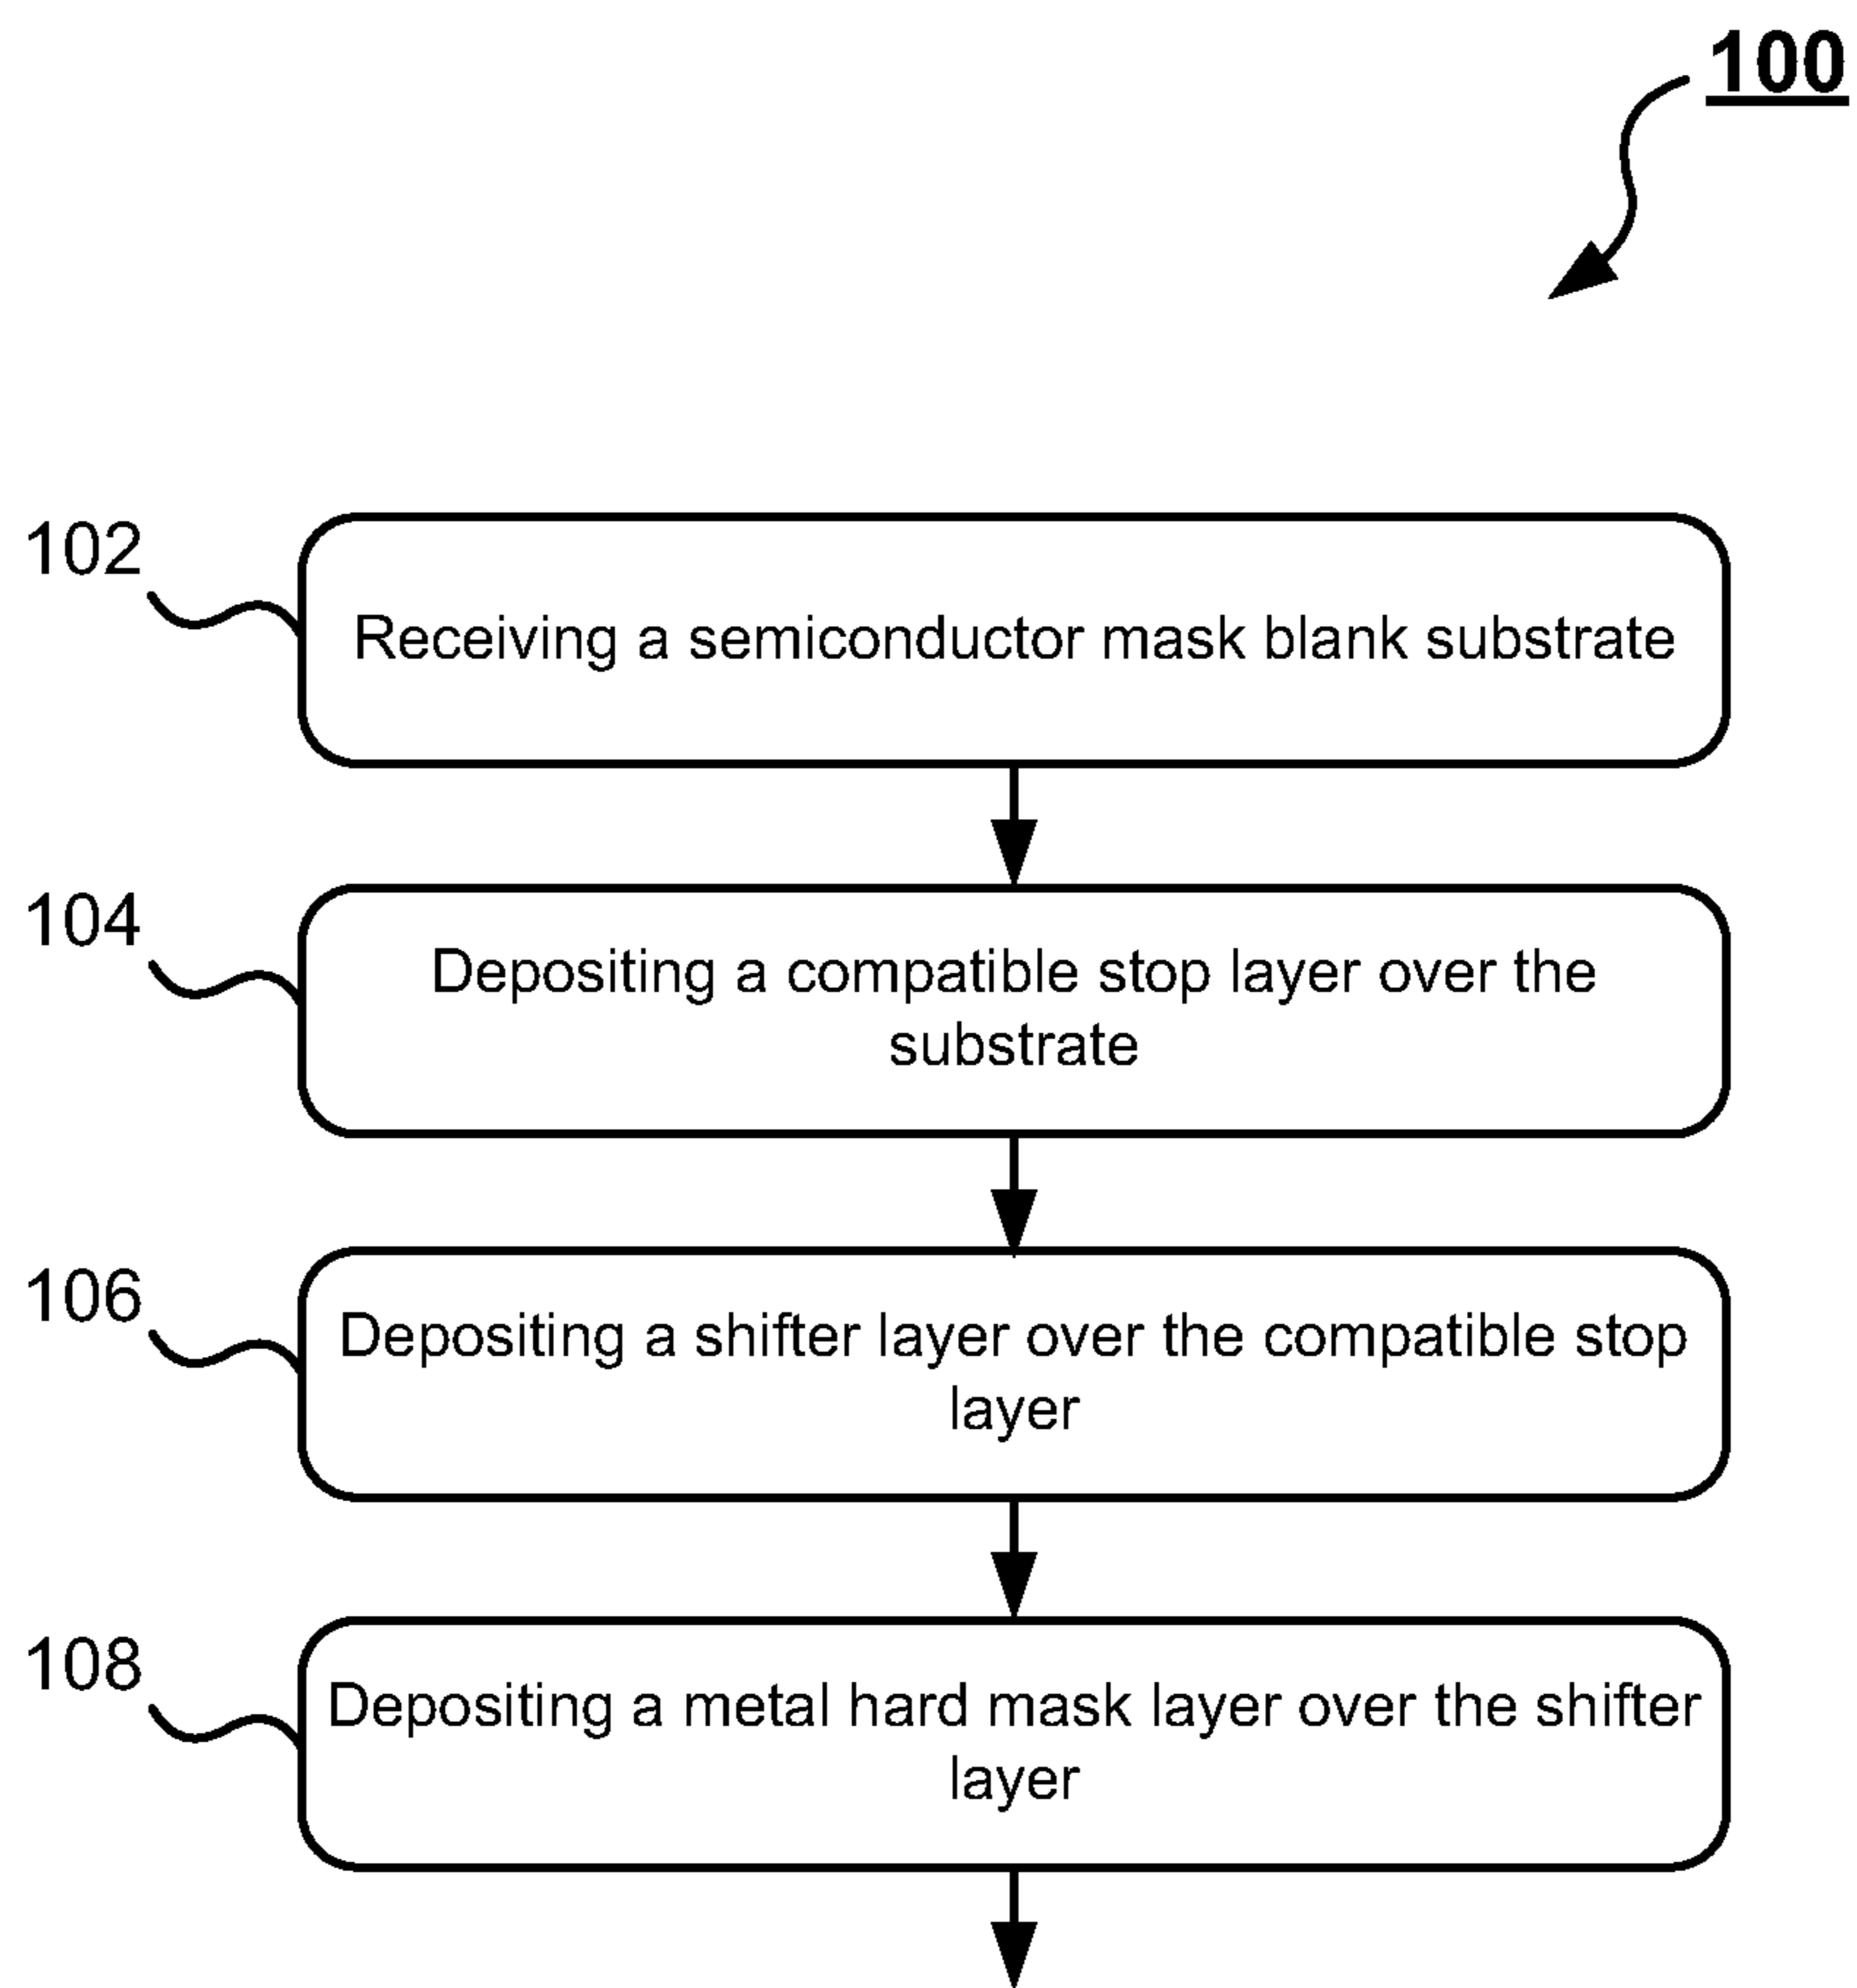 100
102
Receiving a semiconductor mask blank substrate
104
Depositing a compatible stop layer over the
substrate
106
Depositing a shifter layer over the compatible stop
layer
108
Depositing a metal hard mask layer over the shifter
layer